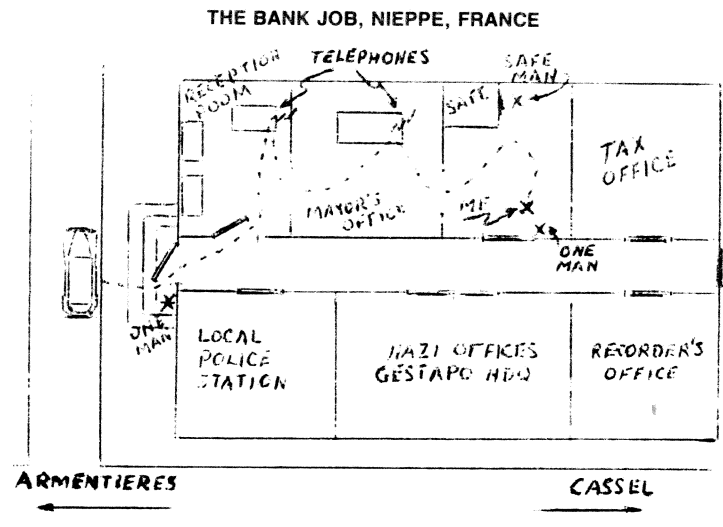 THE BANK JOB, NIEPPE, FRANCE
TELEPHONES
SAFE
MAN
RECEPTION
ROOM
SAFE
TAX
OFFICE
MAYOR'S
OFFICE
ME
ONE
MAN
ONE
MAN
LOCAL
POLICE
STATION
NAZI OFFICES
GESTAPO HDQ
RECORDER'S
OFFICE
ARMENTIERES
CASSEL